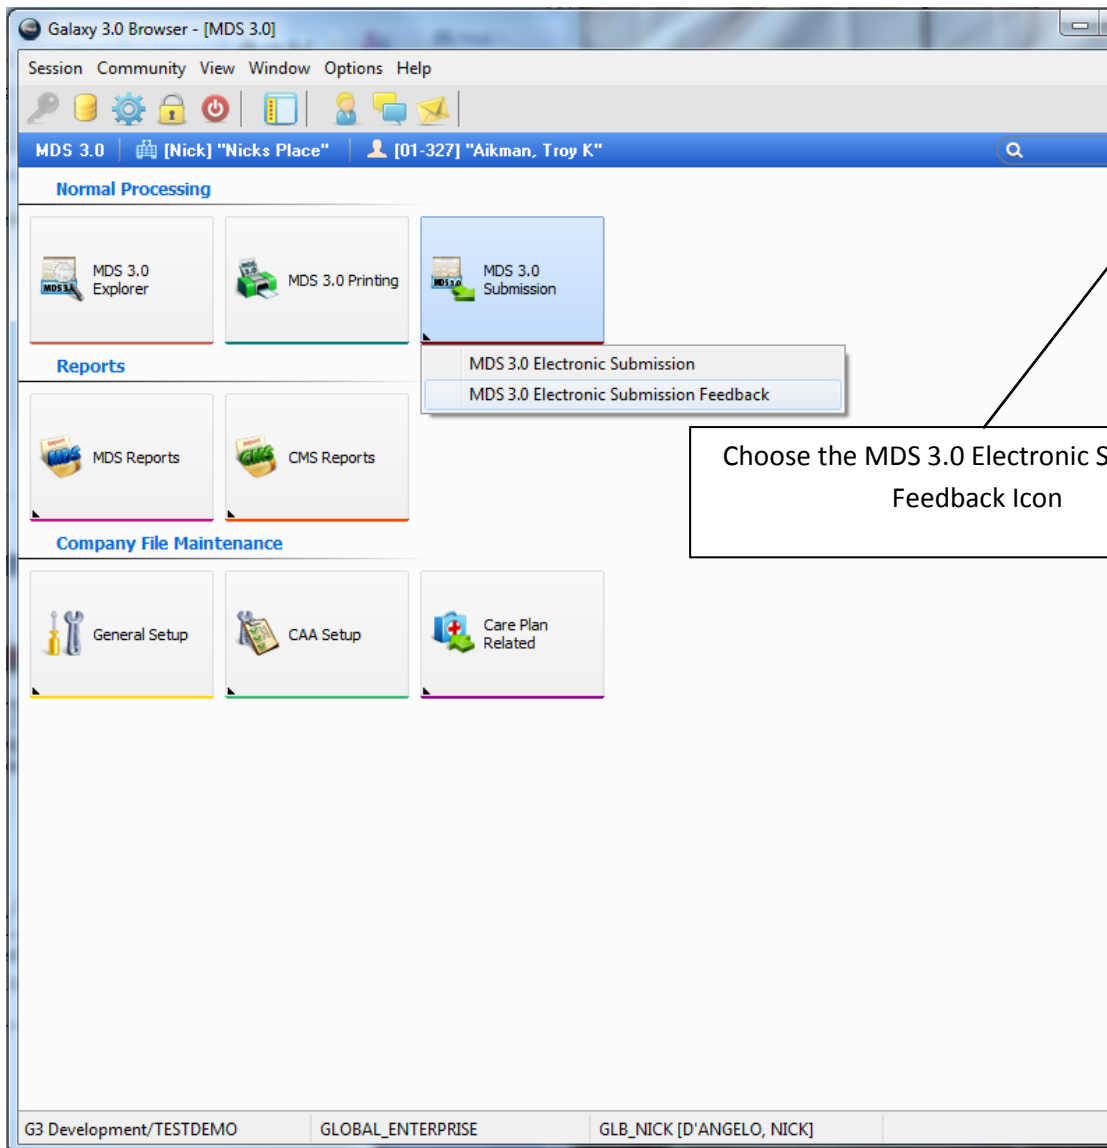 Galaxy 3.0 Browser - [MDS 3.0]
Session Community View Window Options Help
MDS 3.0 [Nick] "Nicks Place" [01-327] "Aikman, Troy K"
Normal Processing
MDS 3.0
Explorer
MDS 3.0 Printing
MDS 3.0
Submission
MDS 3.0 Electronic Submission
MDS 3.0 Electronic Submission Feedback
Reports
MDS Reports
CMS Reports
Choose the MDS 3.0 Electronic S
Feedback Icon
Company File Maintenance
General Setup
CAA Setup
Care Plan
Related
G3 Development/TESTDEMO GLOBAL_ENTERPRISE GLB_NICK [D'ANGELO, NICK]